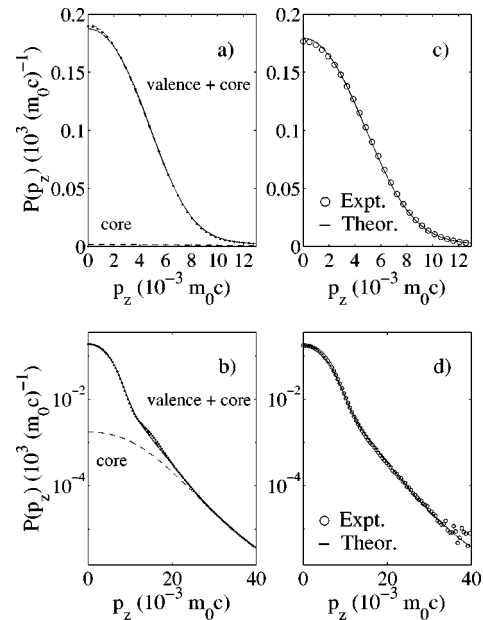 a)
valence + core
core
P(p_z) (10^3 (m_0c)^-1)
0.2
0.15
0.1
0.05
0
0 2 4 6 8 10 12
p_z (10^-3 m_0c)
c)
Expt.
Theor.
0.2
0.15
0.1
0.05
0
0 2 4 6 8 10 12
p_z (10^-3 m_0c)
b)
valence + core
core
P(p_z) (10^3 (m_0c)^-1)
10^-2
10^-4
0 20 40
p_z (10^-3 m_0c)
d)
Expt.
Theor.
10^-2
10^-4
0 20 40
p_z (10^-3 m_0c)